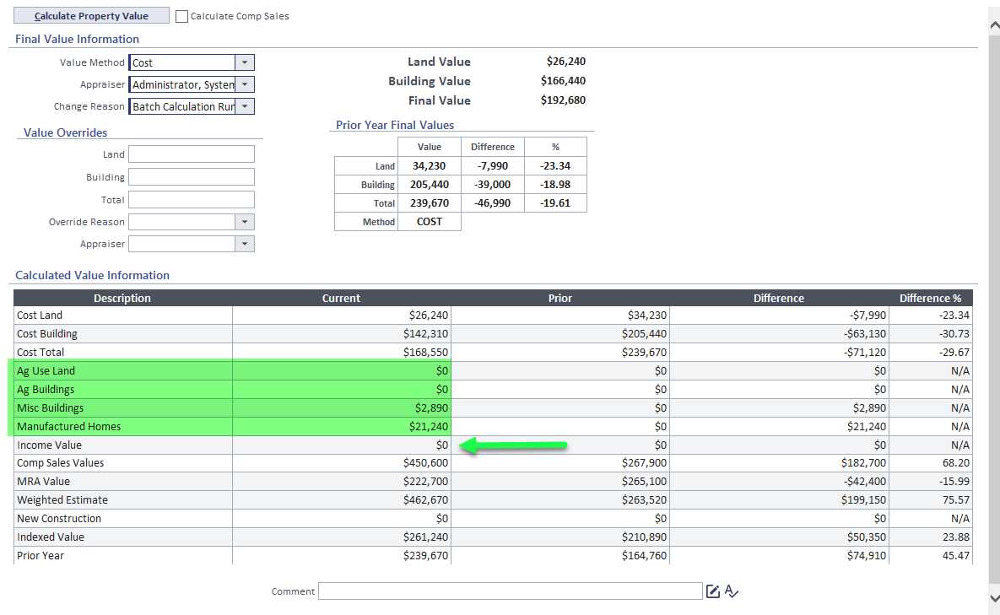 Calculate Property Value Calculate Comp Sales
Final Value Information
Value Method Cost
Appraiser Administrator, System
Change Reason Batch Calculation Run
Land Value $26,240
Building Value $166,440
Final Value $192,680
Value Overrides
Land
Building
Total
Override Reason
Appraiser
Prior Year Final Values
Value Difference %
Land 34,230 -7,990 -23.34
Building 205,440 -39,000 -18.98
Total 239,670 -46,990 -19.61
Method COST
Calculated Value Information
Description Current Prior Difference Difference %
Cost Land $26,240 $34,230 -$7,990 -23.34
Cost Building $142,310 $205,440 -$63,130 -30.73
Cost Total $168,550 $239,670 -$71,120 -29.67
Ag Use Land $0 $0 $0 N/A
Ag Buildings $0 $0 $0 N/A
Misc Buildings $2,890 $0 $2,890 N/A
Manufactured Homes $21,240 $0 $21,240 N/A
Income Value $0 $0 $0 N/A
Comp Sales Values $450,600 $267,900 $182,700 68.20
MRA Value $222,700 $265,100 -$42,400 -15.99
Weighted Estimate $462,670 $263,520 $199,150 75.57
New Construction $0 $0 $0 N/A
Indexed Value $261,240 $210,890 $50,350 23.88
Prior Year $239,670 $164,760 $74,910 45.47
Comment